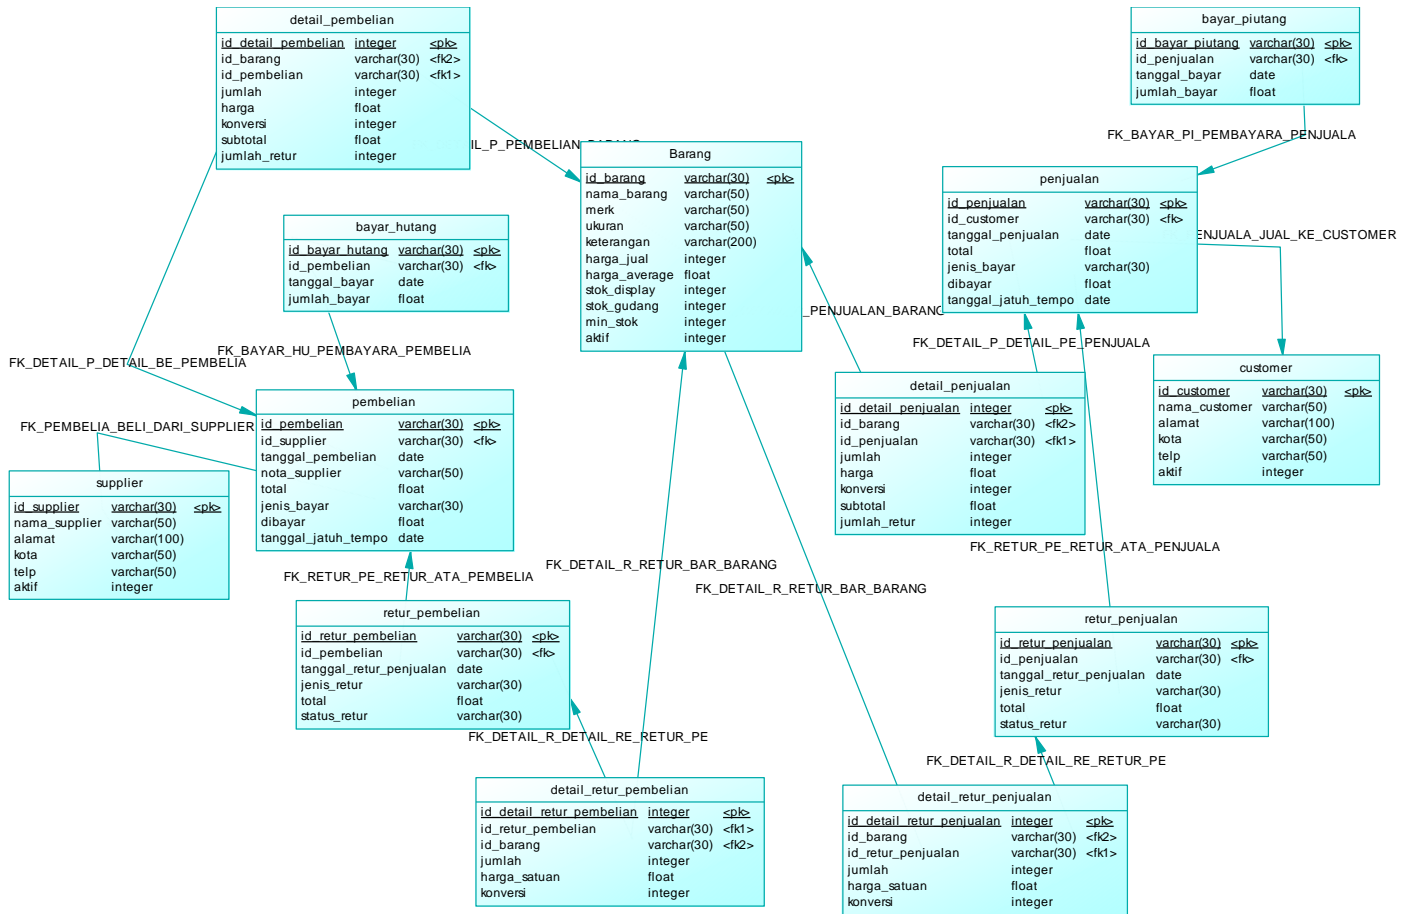 detail_pembelian
id_detail_pembelian integer <pk>
id_barang varchar(30) <fk2>
id_pembelian varchar(30) <fk1>
jumlah integer
harga float
konversi integer
subtotal float
jumlah_retur integer
bayar_piutang
id_bayar_piutang varchar(30) <pk>
id_penjualan varchar(30) <fk>
tanggal_bayar date
jumlah_bayar float
FK_BAYAR_PI_PEMBAYARA_PENJUALA
IL_P_PEMBELIAN_BARANG
Barang
id_barang varchar(30) <pk>
nama_barang varchar(50)
merk varchar(50)
ukuran varchar(50)
keterangan varchar(200)
harga_jual integer
harga_average float
stok_display integer
stok_gudang integer
min_stok integer
aktif integer
penjualan
id_penjualan varchar(30) <pk>
id_customer varchar(30) <fk>
tanggal_penjualan date
total float
jenis_bayar varchar(30)
dibayar float
tanggal_jatuh_tempo date
ENJUALA_JUAL_KE_CUSTOMER
bayar_hutang
id_bayar_hutang varchar(30) <pk>
id_pembelian varchar(30) <fk>
tanggal_bayar date
jumlah_bayar float
_PENJUALAN_BARANG
FK_DETAIL_P_DETAIL_PE_PENJUALA
FK_BAYAR_HU_PEMBAYARA_PEMBELIA
FK_DETAIL_P_DETAIL_BE_PEMBELIA
customer
id_customer varchar(30) <pk>
nama_customer varchar(50)
alamat varchar(100)
kota varchar(50)
telp varchar(50)
aktif integer
detail_penjualan
id_detail_penjualan integer <pk>
id_barang varchar(30) <fk2>
id_penjualan varchar(30) <fk1>
jumlah integer
harga float
konversi integer
subtotal float
jumlah_retur integer
pembelian
id_pembelian varchar(30) <pk>
id_supplier varchar(30) <fk>
tanggal_pembelian date
nota_supplier varchar(50)
total float
jenis_bayar varchar(30)
dibayar float
tanggal_jatuh_tempo date
FK_PEMBELIA_BELI_DARI_SUPPLIER
supplier
id_supplier varchar(30) <pk>
nama_supplier varchar(50)
alamat varchar(100)
kota varchar(50)
telp varchar(50)
aktif integer
FK_RETUR_PE_RETUR_ATA_PENJUALA
FK_DETAIL_R_RETUR_BAR_BARANG
FK_RETUR_PE_RETUR_ATA_PEMBELIA
FK_DETAIL_R_RETUR_BAR_BARANG
retur_pembelian
id_retur_pembelian varchar(30) <pk>
id_pembelian varchar(30) <fk>
tanggal_retur_penjualan date
jenis_retur varchar(30)
total float
status_retur varchar(30)
retur_penjualan
id_retur_penjualan varchar(30) <pk>
id_penjualan varchar(30) <fk>
tanggal_retur_penjualan date
jenis_retur varchar(30)
total float
status_retur varchar(30)
FK_DETAIL_R_DETAIL_RE_RETUR_PE
FK_DETAIL_R_DETAIL_RE_RETUR_PE
detail_retur_pembelian
id_detail_retur_pembelian integer <pk>
id_retur_pembelian varchar(30) <fk1>
id_barang varchar(30) <fk2>
jumlah integer
harga_satuan float
konversi integer
detail_retur_penjualan
id_detail_retur_penjualan integer <pk>
id_barang varchar(30) <fk2>
id_retur_penjualan varchar(30) <fk1>
jumlah integer
harga_satuan float
konversi integer